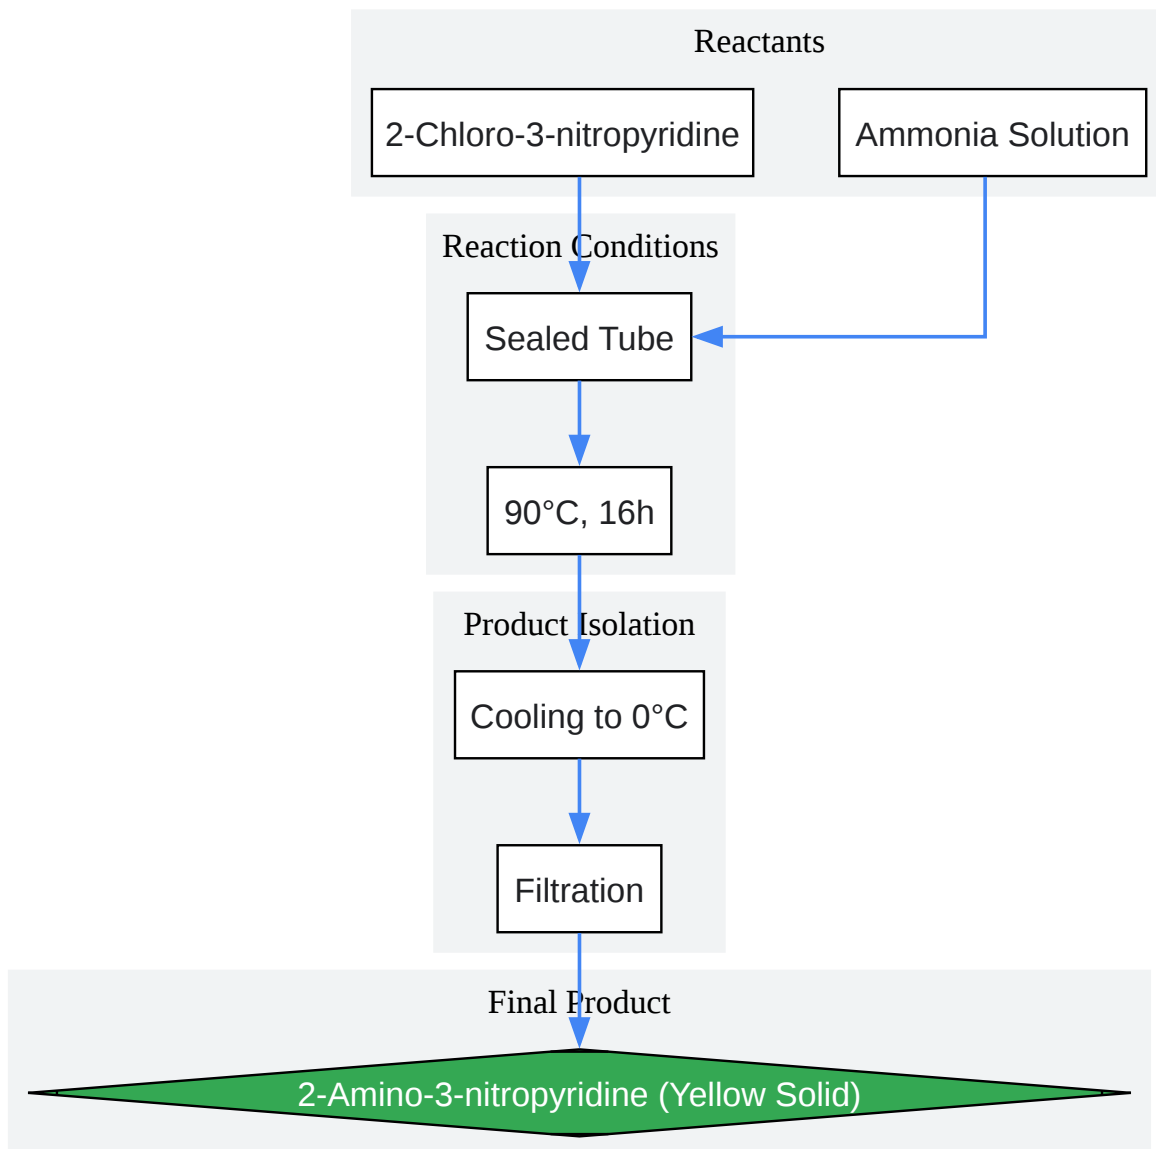 Reactants
2-Chloro-3-nitropyridine
Ammonia Solution
Reaction Conditions
Sealed Tube
90°C, 16h
Product Isolation
Cooling to 0°C
Filtration
Final Product
2-Amino-3-nitropyridine (Yellow Solid)